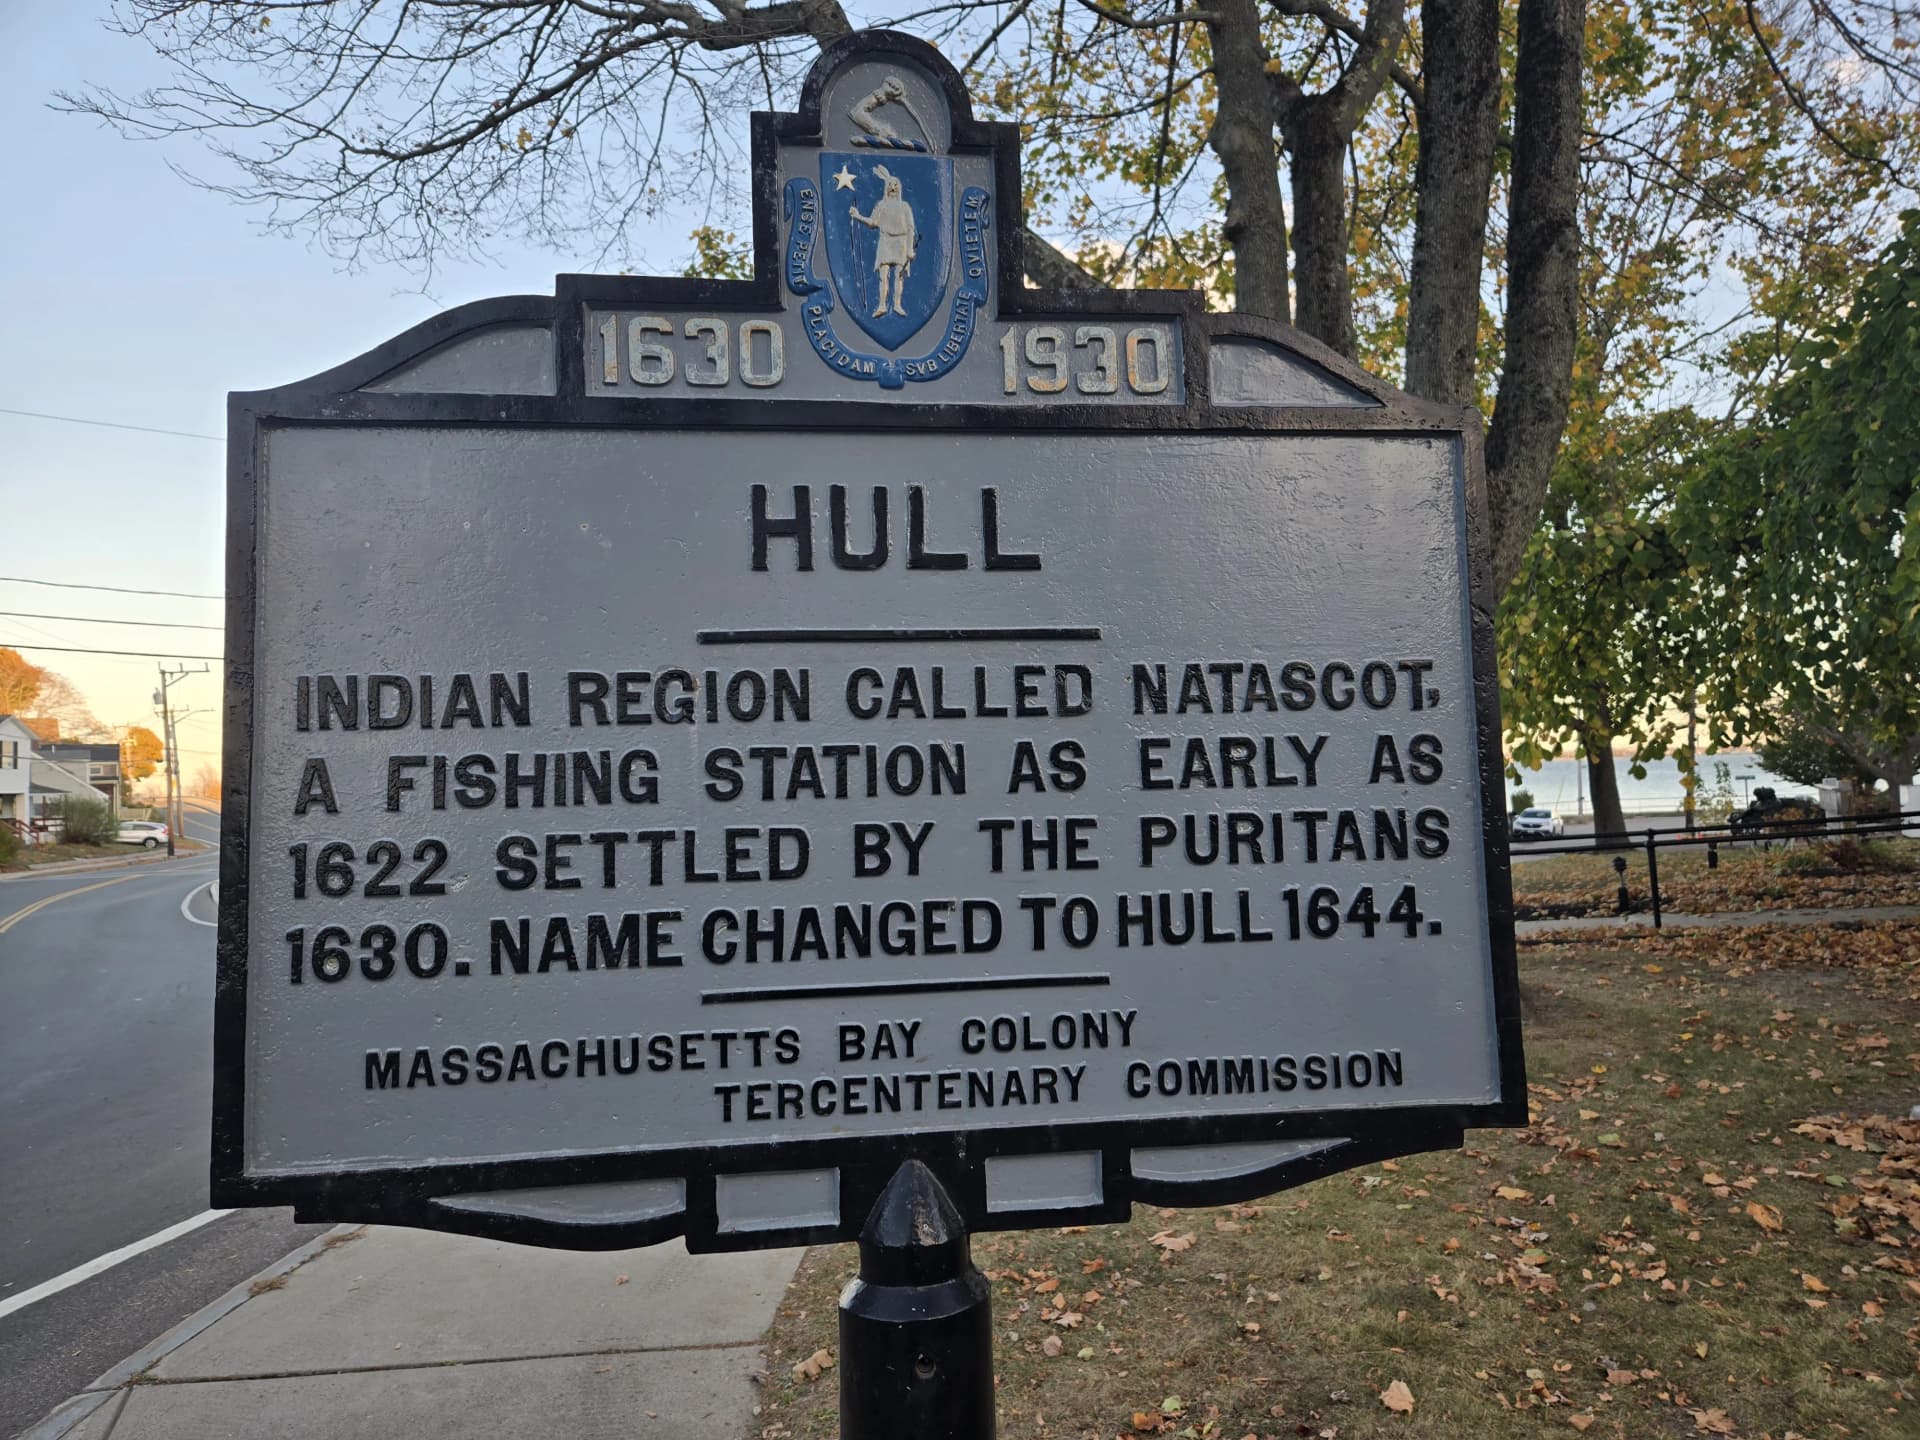 ENSE PETIT PLACIDAM SVB LIBERTATE QVIETEM
1630 1930
HULL
INDIAN REGION CALLED NATASCOT,
A FISHING STATION AS EARLY AS
1622 SETTLED BY THE PURITANS
1630. NAME CHANGED TO HULL 1644.
MASSACHUSETTS BAY COLONY
TERCENTENARY COMMISSION